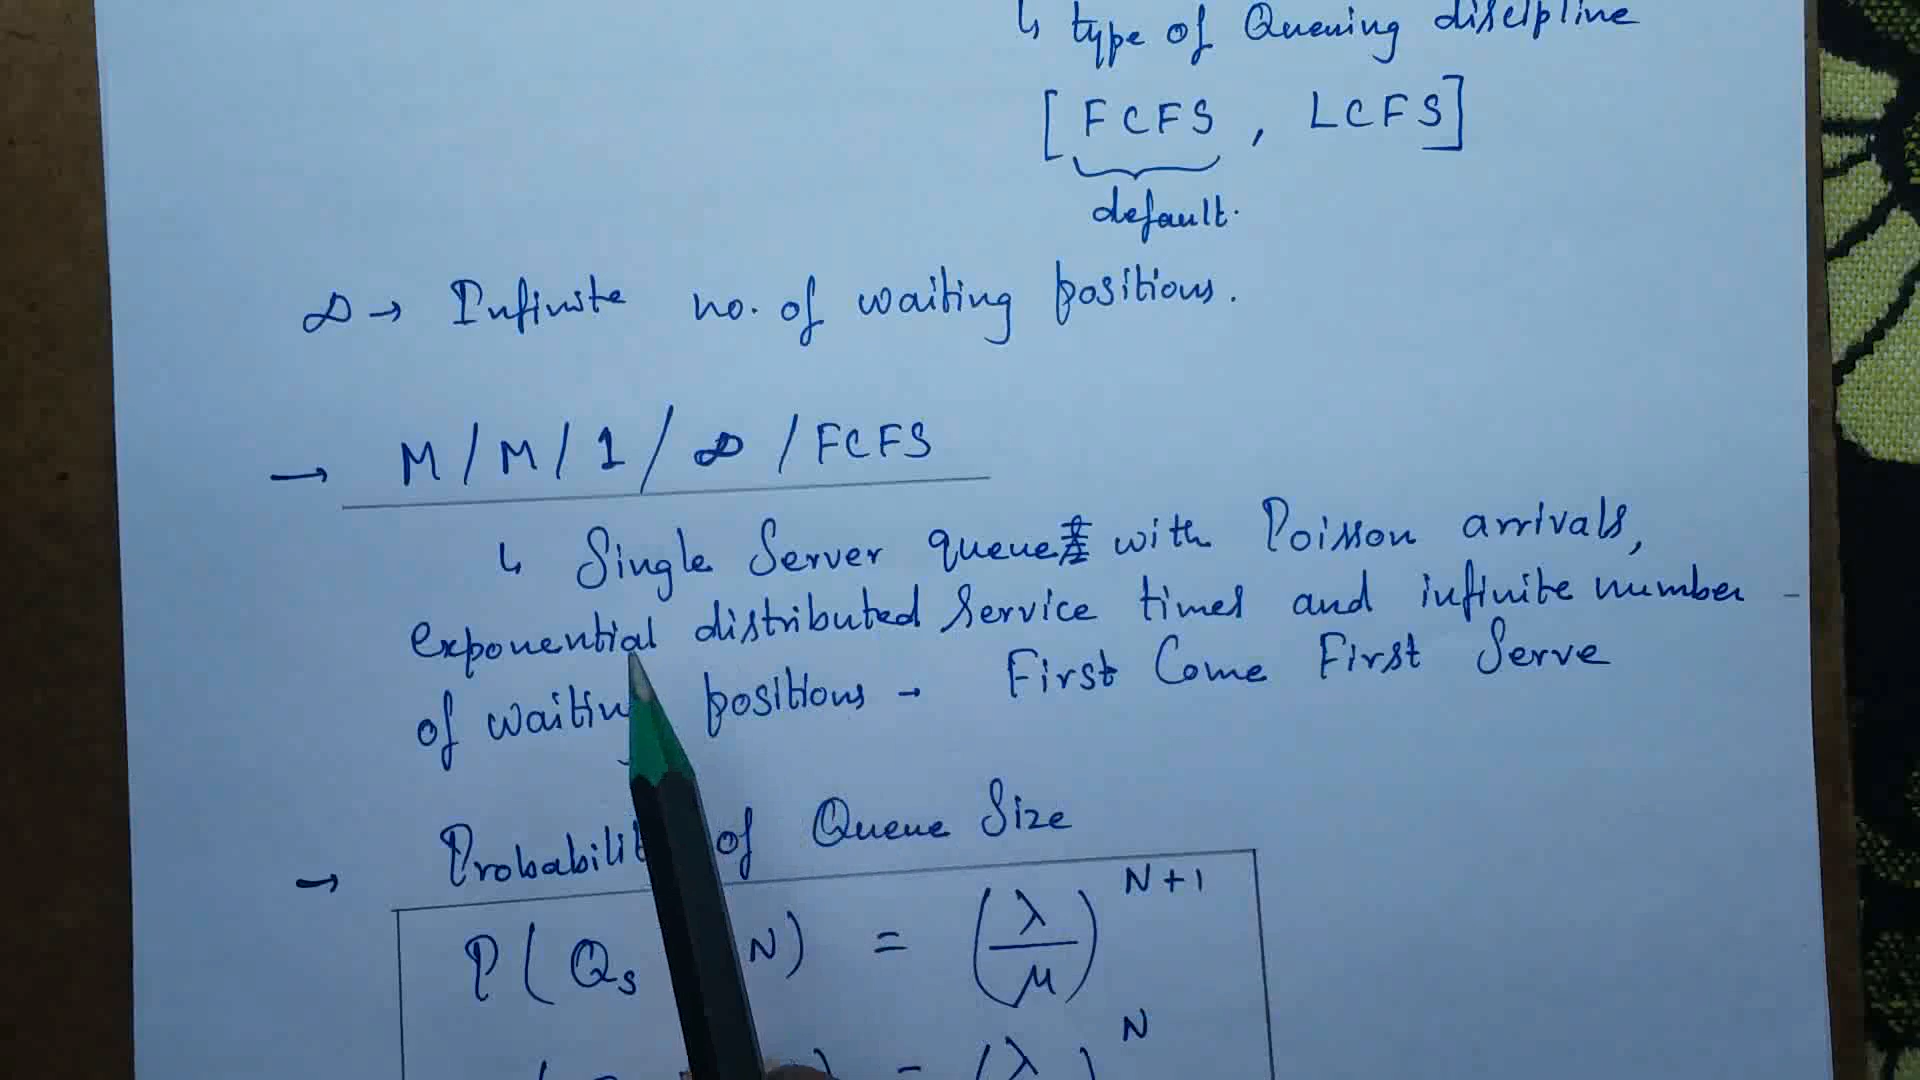 ↳ type of Queuing discipline
[FCFS, LCFS]
default.
∞ → Infinite no. of waiting positions.
→ M/M/1/∞/FCFS
↳ Single Server queue with Poisson arrivals,
exponential distributed service times and infinite number
of waiting positions - First Come First Serve
→ Probability of Queue Size
P(Qs N) = (λ/μ)^N+1
) = (λ )^N